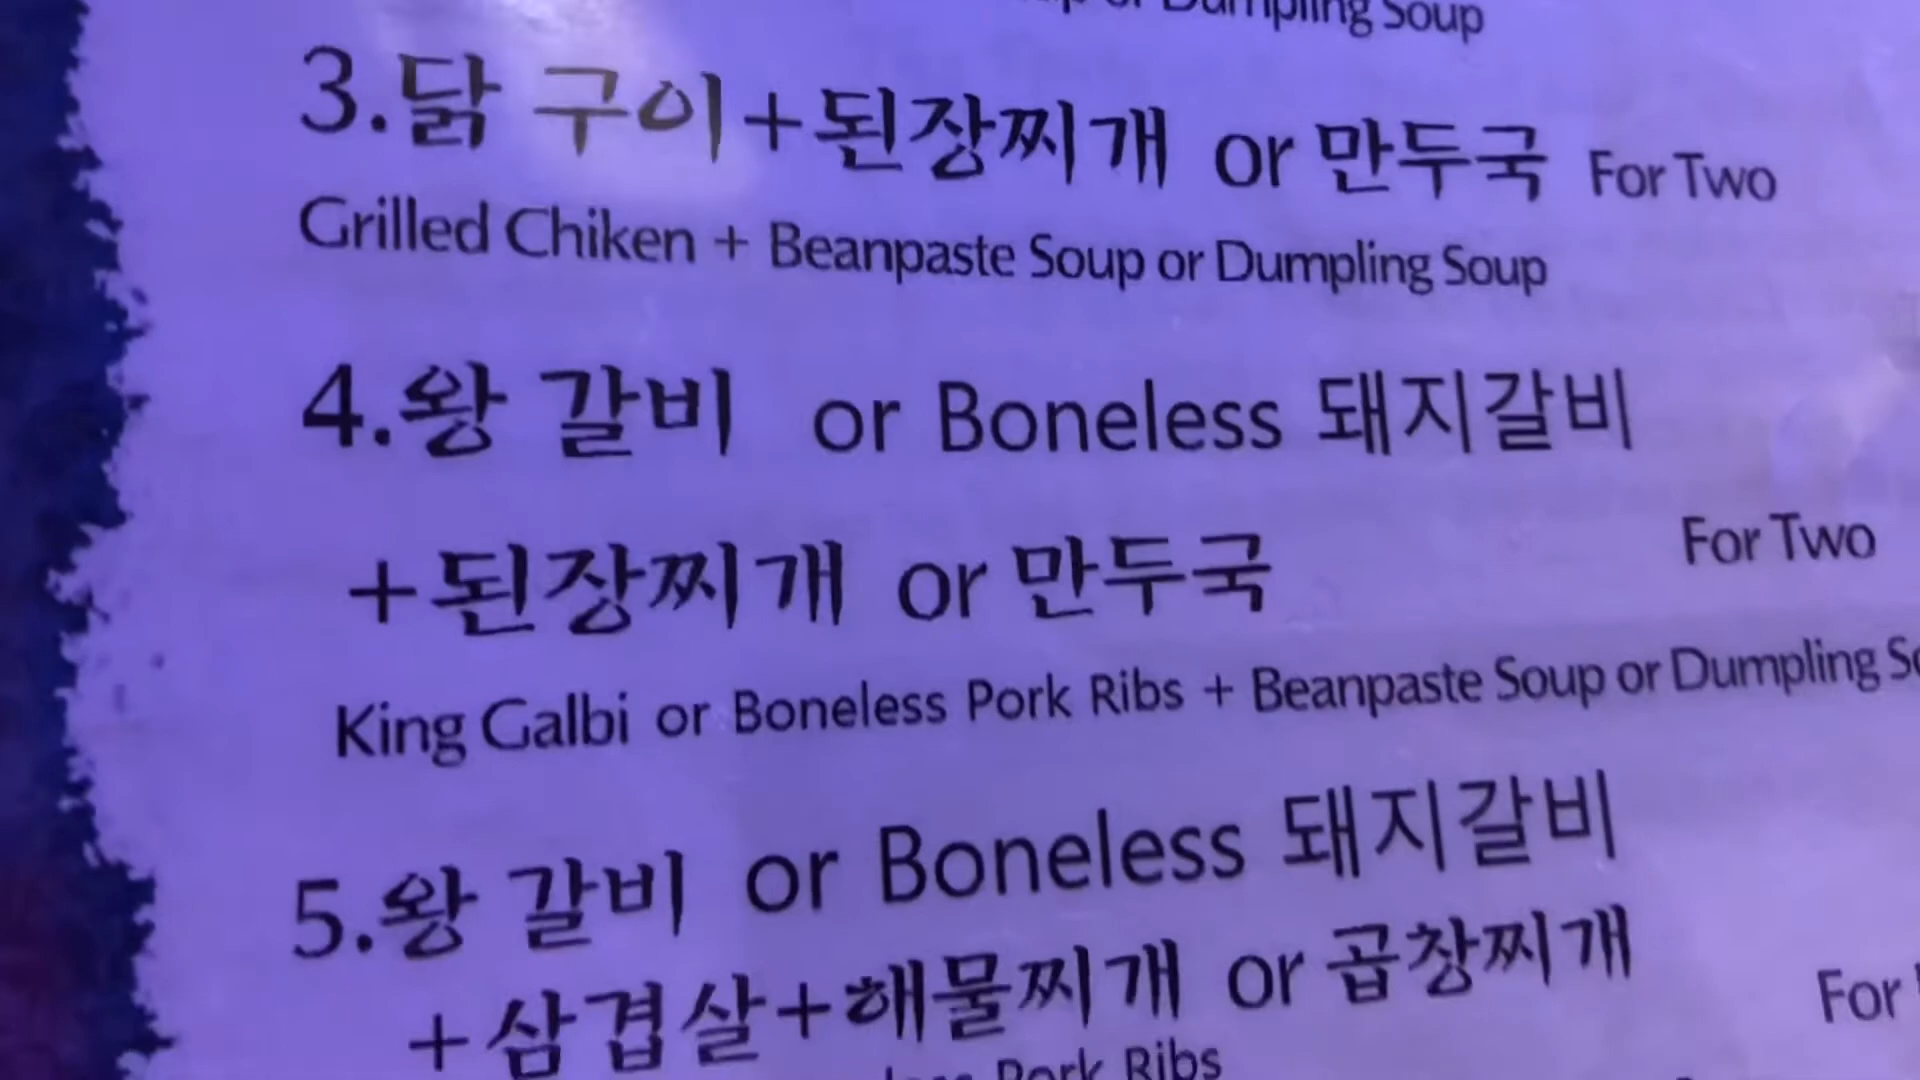 or Dumpling Soup
3.닭 구이+된장찌개 or 만두국 For Two
Grilled Chiken + Beanpaste Soup or Dumpling Soup
4.왕 갈비 or Boneless 돼지갈비
+된장찌개 or 만두국 For Two
King Galbi or Boneless Pork Ribs + Beanpaste Soup or Dumpling
5.왕 갈비 or Boneless 돼지갈비
+삼겹살+해물찌개 or 곱창찌개 For
Pork Ribs